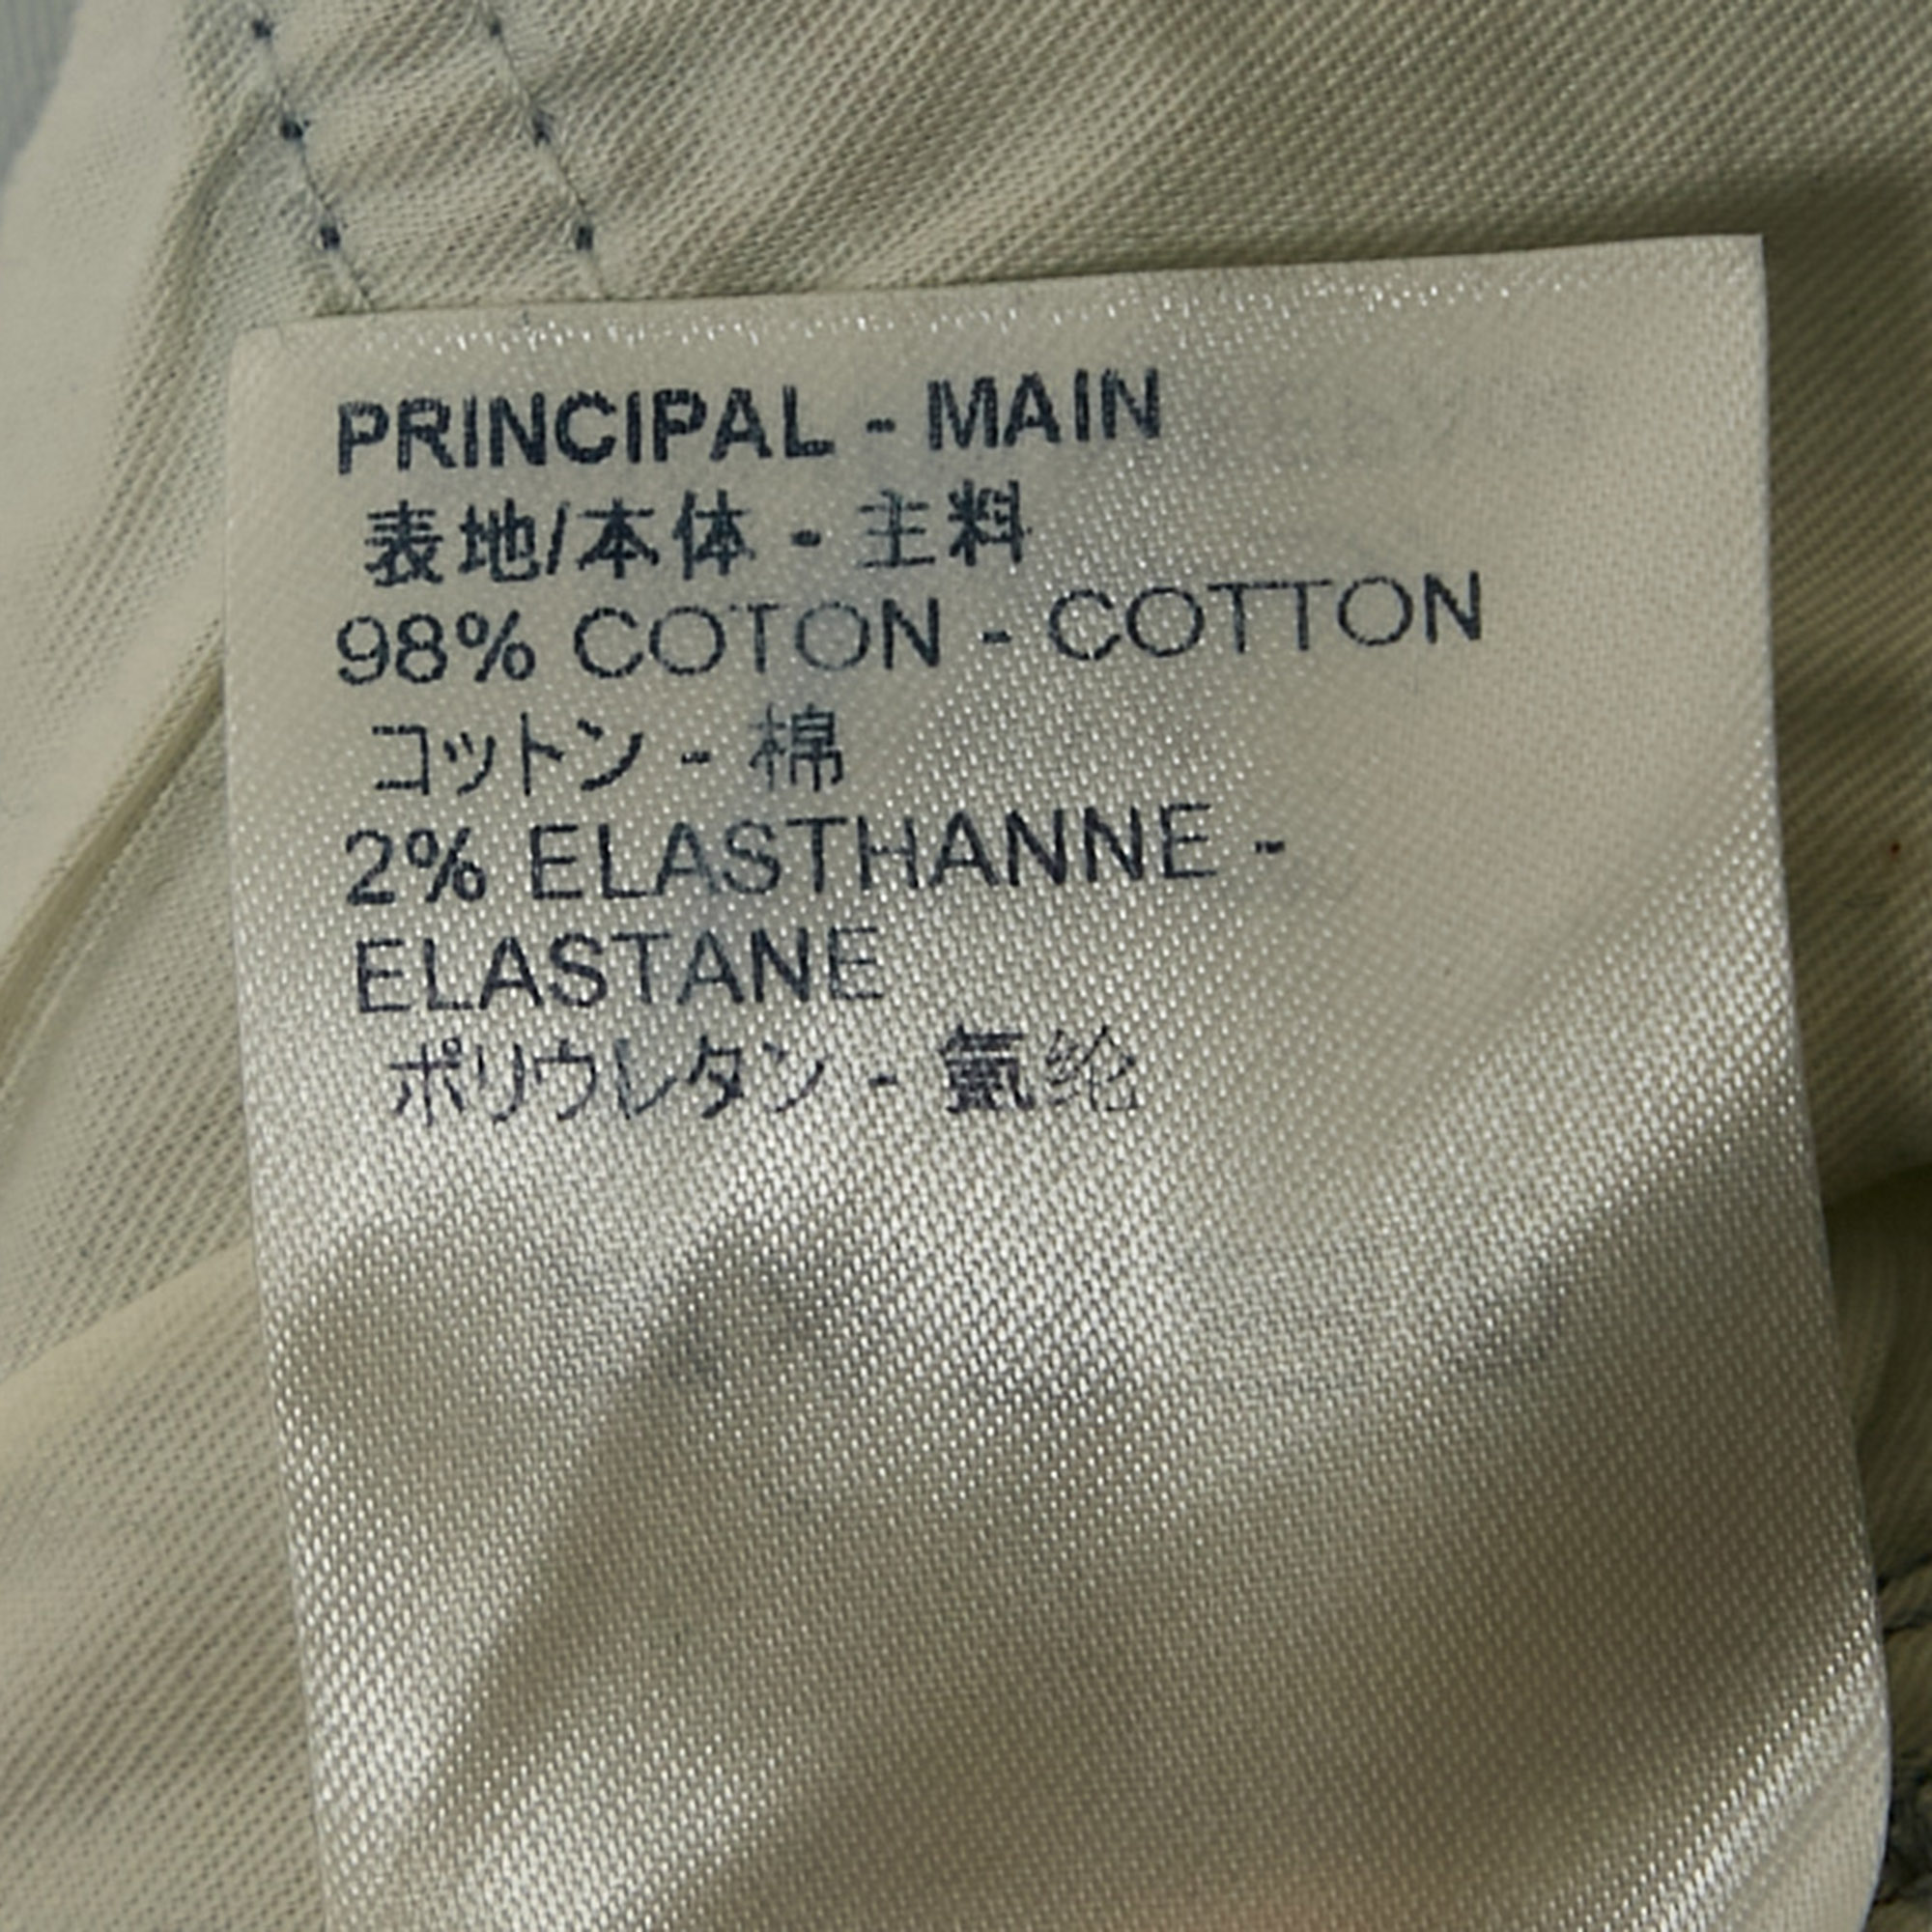 PRINCIPAL - MAIN
表地/本体 - 主料
98% COTON - COTTON
コットン - 棉
2% ELASTHANNE -
ELASTANE
ポリウレタン - 氨纶